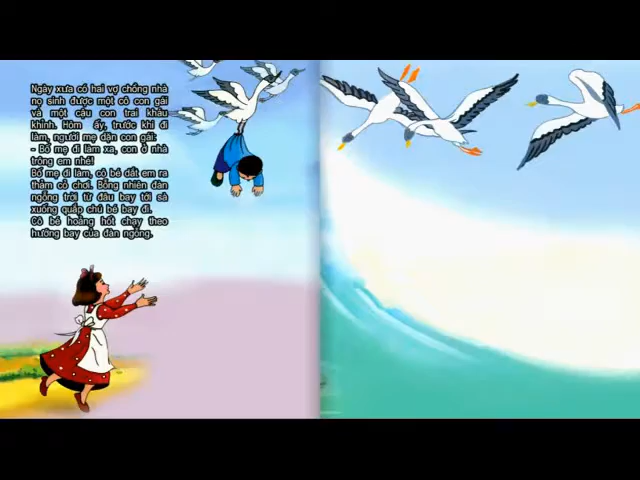 Ngày xưa có hai vợ chồng nhà
nọ sinh được một cô con gái
và một cậu con trai kháu
khỉnh. Hôm ấy, trước khi đi
làm, người mẹ dặn con gái:
- Bố mẹ đi làm xa, con ở nhà
trông em nhé!
Bố mẹ đi làm, cô bé dắt em ra
thảm cỏ chơi. Bỗng nhiên đàn
ngỗng trời từ đâu bay tới sà
xuống quắp chú bé bay đi.
Cô bé hoảng hốt chạy theo
hướng bay của đàn ngỗng.